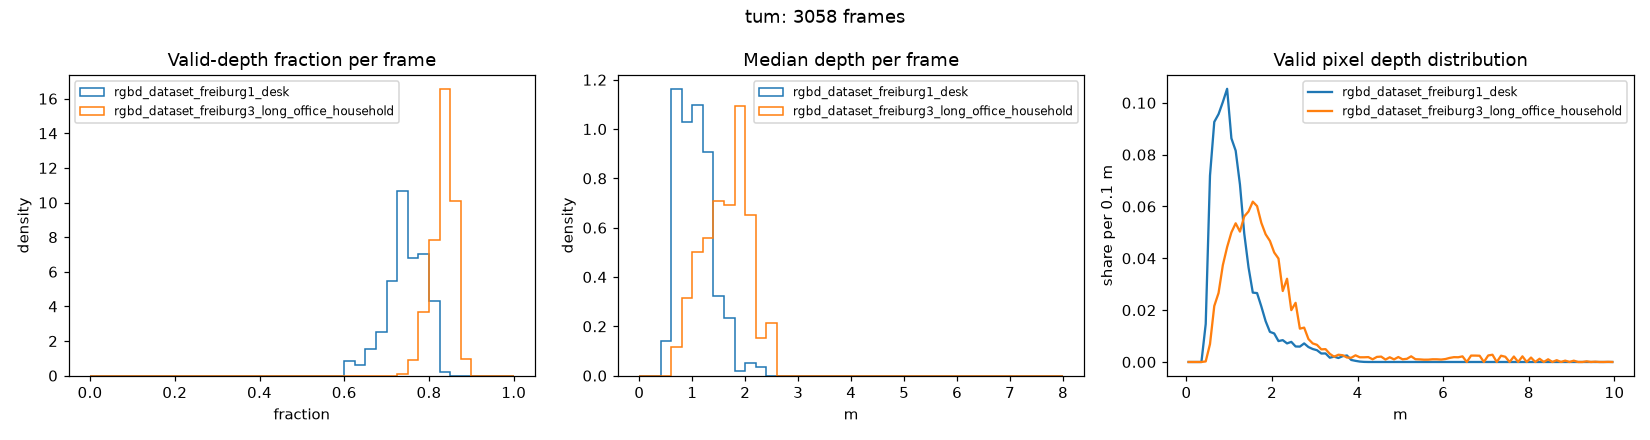 tum: 3058 frames
Valid-depth fraction per frame
rgbd_dataset_freiburg1_desk
rgbd_dataset_freiburg3_long_office_household
density
16
14
12
10
8
6
4
2
0
0.0 0.2 0.4 0.6 0.8 1.0
fraction
Median depth per frame
rgbd_dataset_freiburg1_desk
rgbd_dataset_freiburg3_long_office_household
density
1.2
1.0
0.8
0.6
0.4
0.2
0.0
0 1 2 3 4 5 6 7 8
m
Valid pixel depth distribution
rgbd_dataset_freiburg1_desk
rgbd_dataset_freiburg3_long_office_household
share per 0.1 m
0.10
0.08
0.06
0.04
0.02
0.00
0 2 4 6 8 10
m